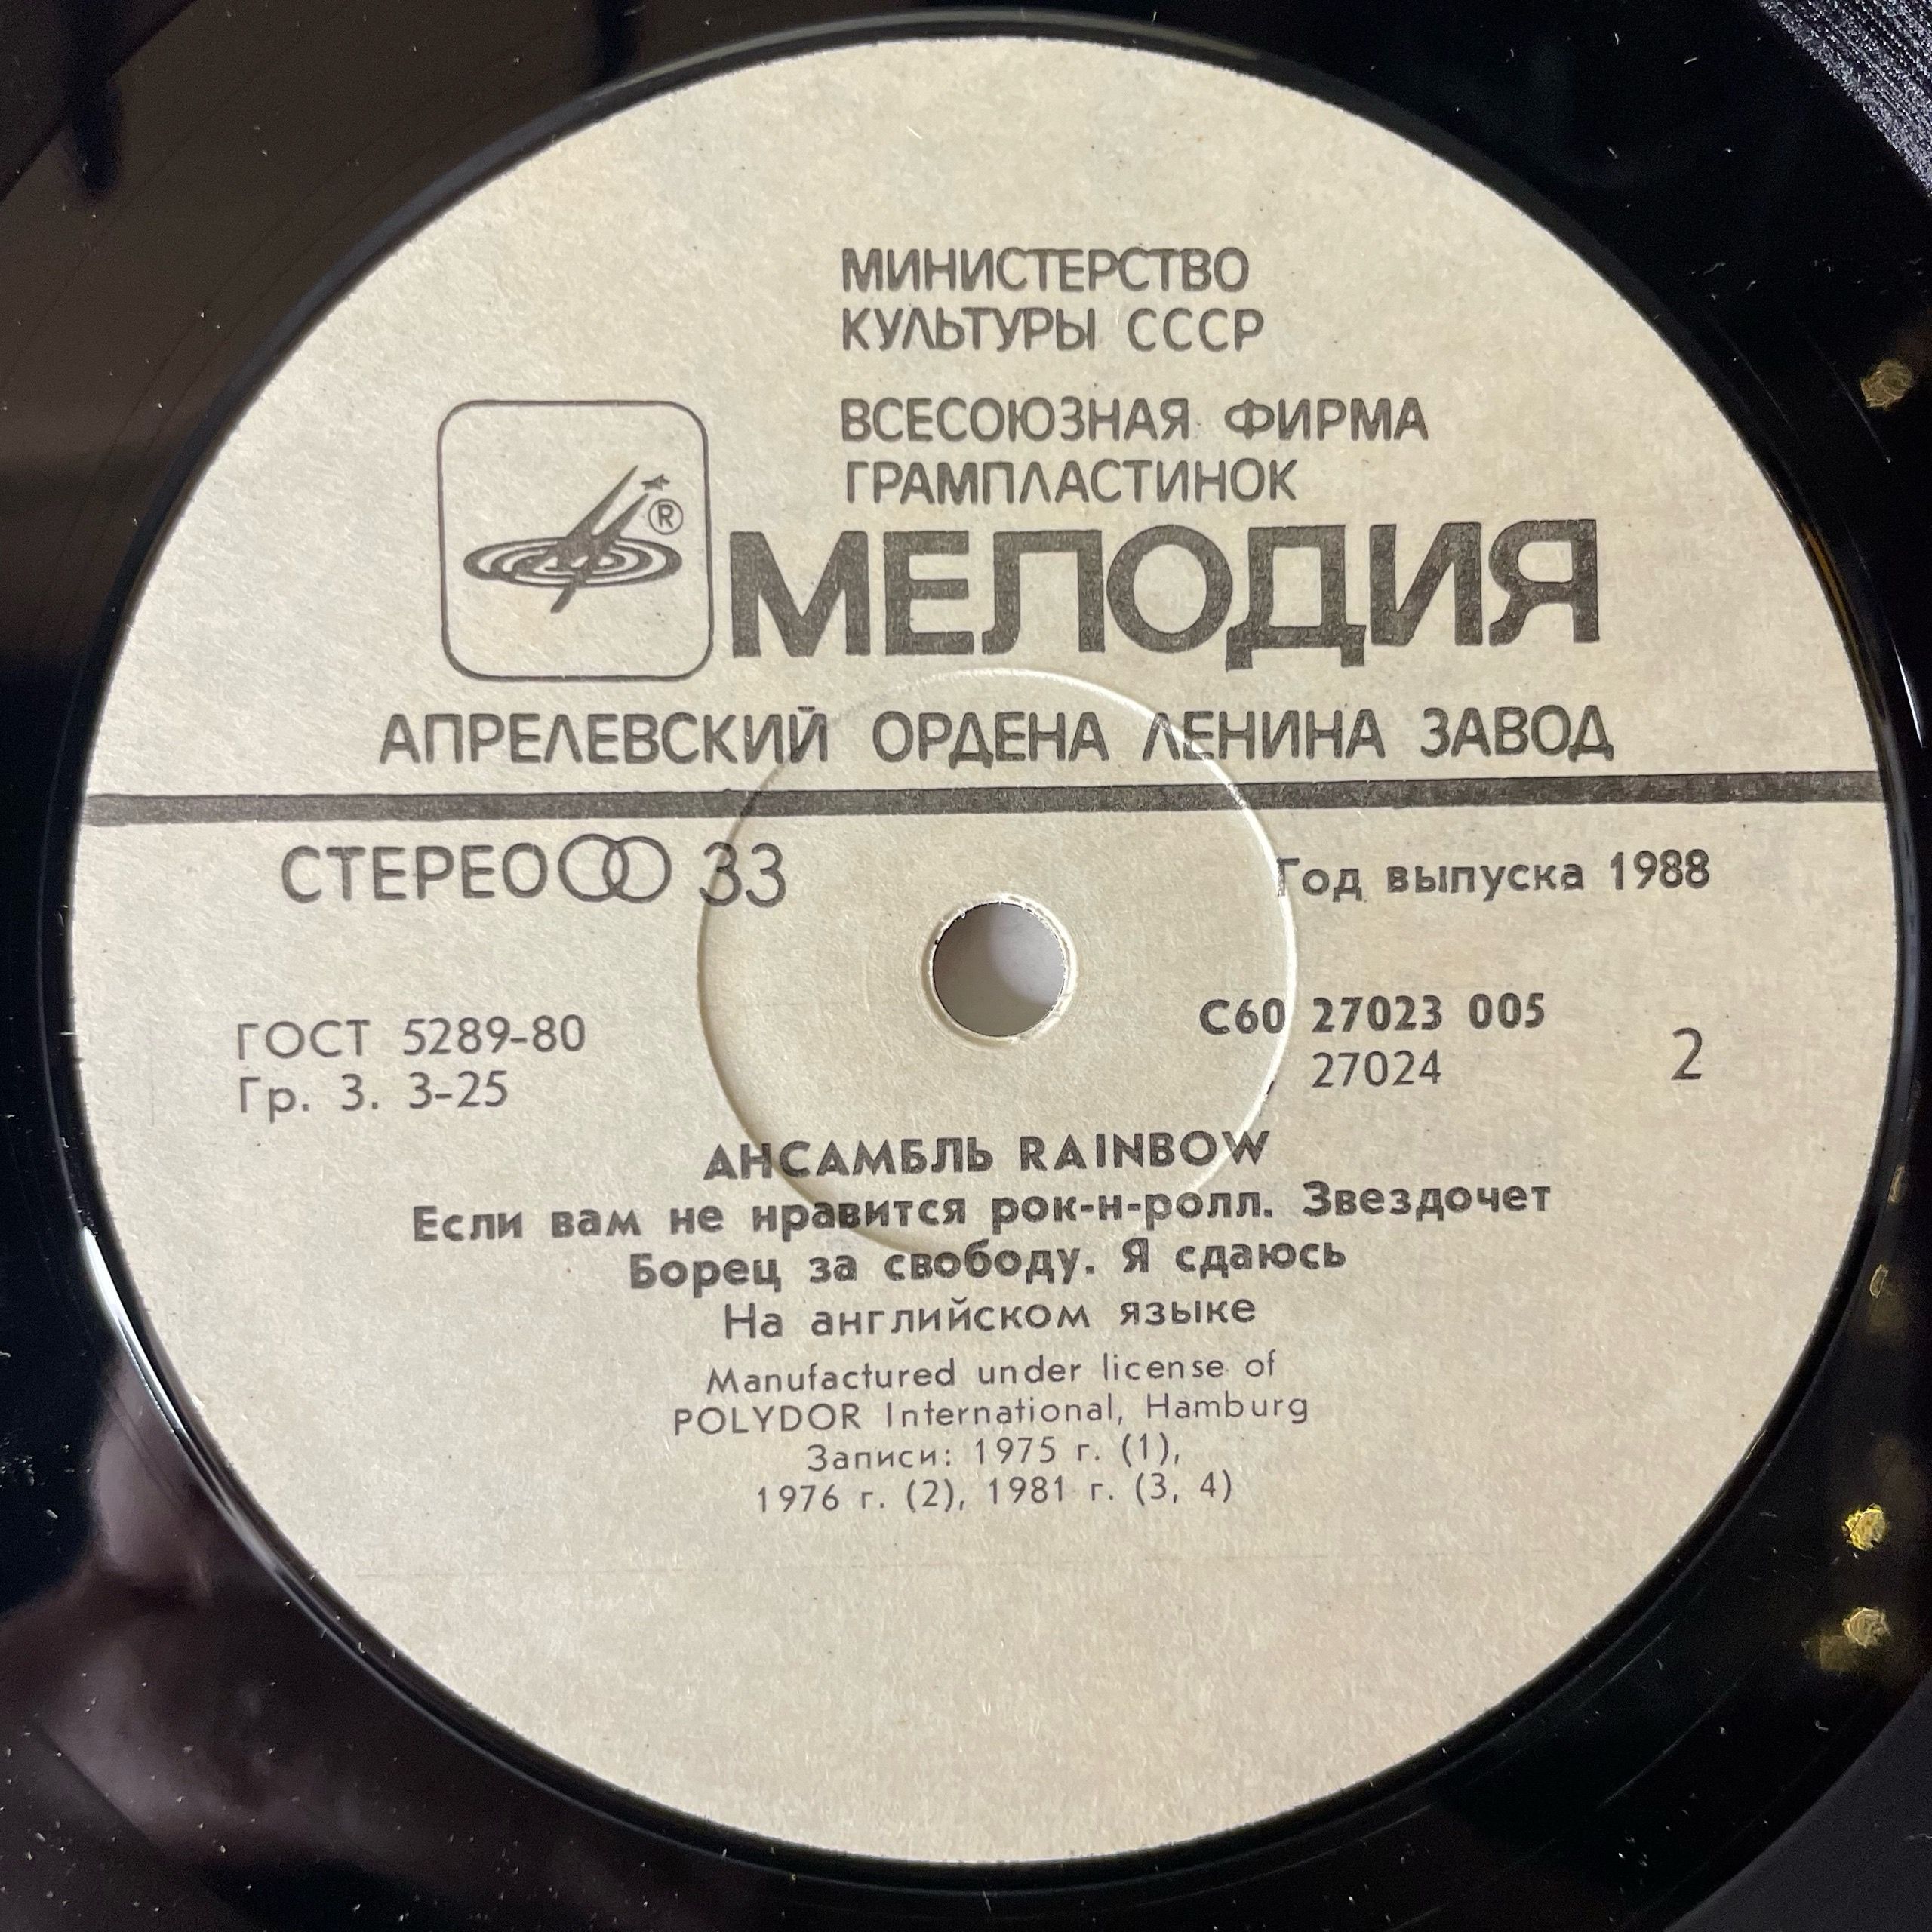 МИНИСТЕРСТВО
КУЛЬТУРЫ СССР
ВСЕСОЮЗНАЯ ФИРМА
ГРАМПЛАСТИНОК
®
МЕЛОДИЯ
АПРЕЛЕВСКИЙ ОРДЕНА ЛЕНИНА ЗАВОД
СТЕРЕО 33
Год выпуска 1988
ГОСТ 5289-80
Гр. 3. 3-25
С60 27023 005
27024
2
АНСАМБЛЬ RAINBOW
Если вам не нравится рок-н-ролл. Звездочет
Борец за свободу. Я сдаюсь
На английском языке
Manufactured under license of
POLYDOR International, Hamburg
Записи: 1975 г. (1),
1976 г. (2), 1981 г. (3, 4)